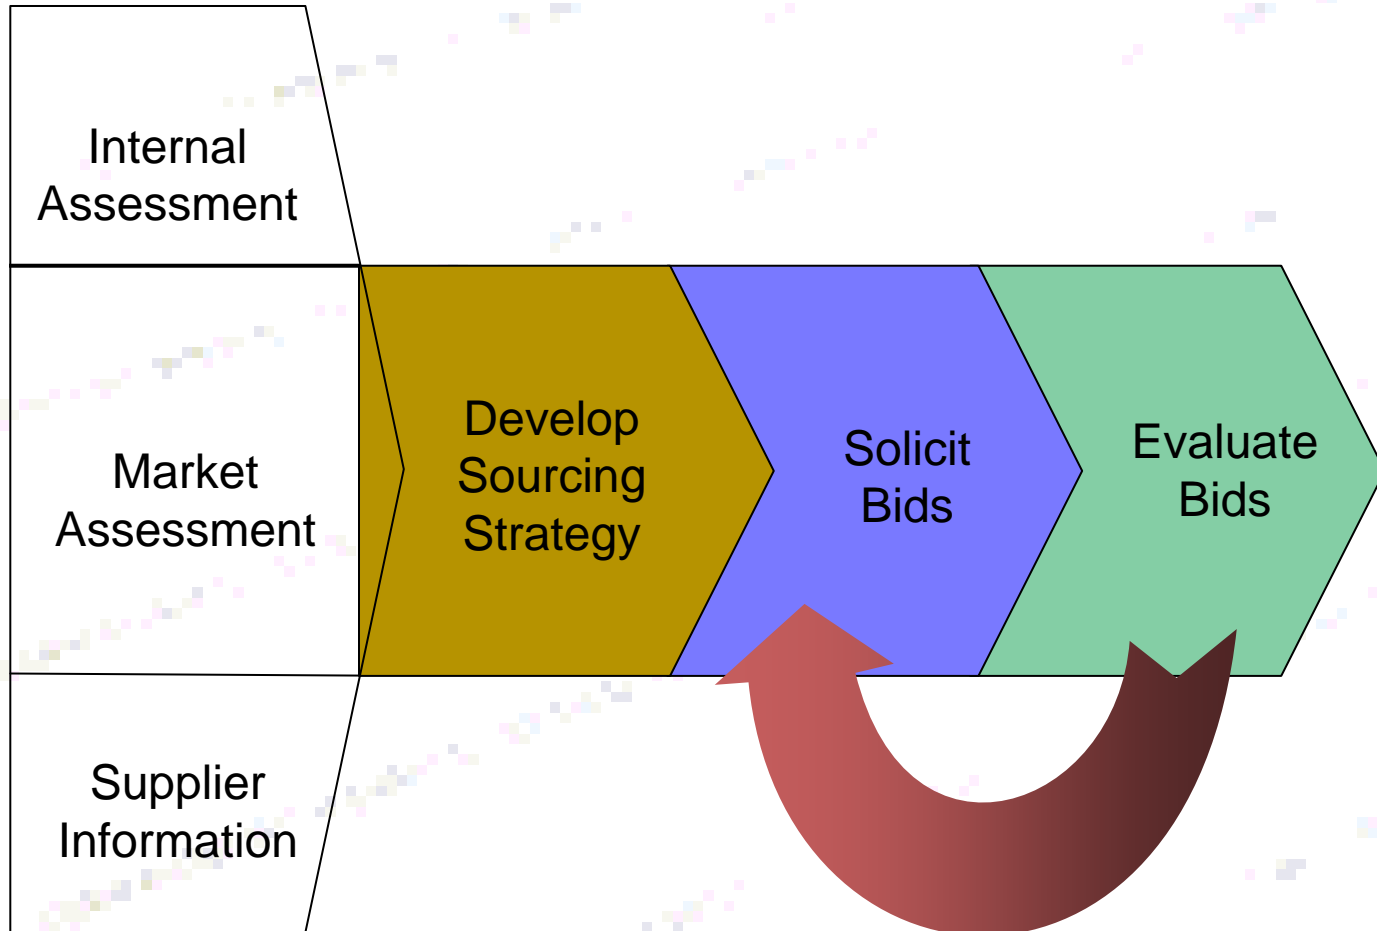 Internal
Assessment
Market
Assessment
Supplier
Information
Develop
Sourcing
Strategy
Solicit
Bids
Evaluate
Bids